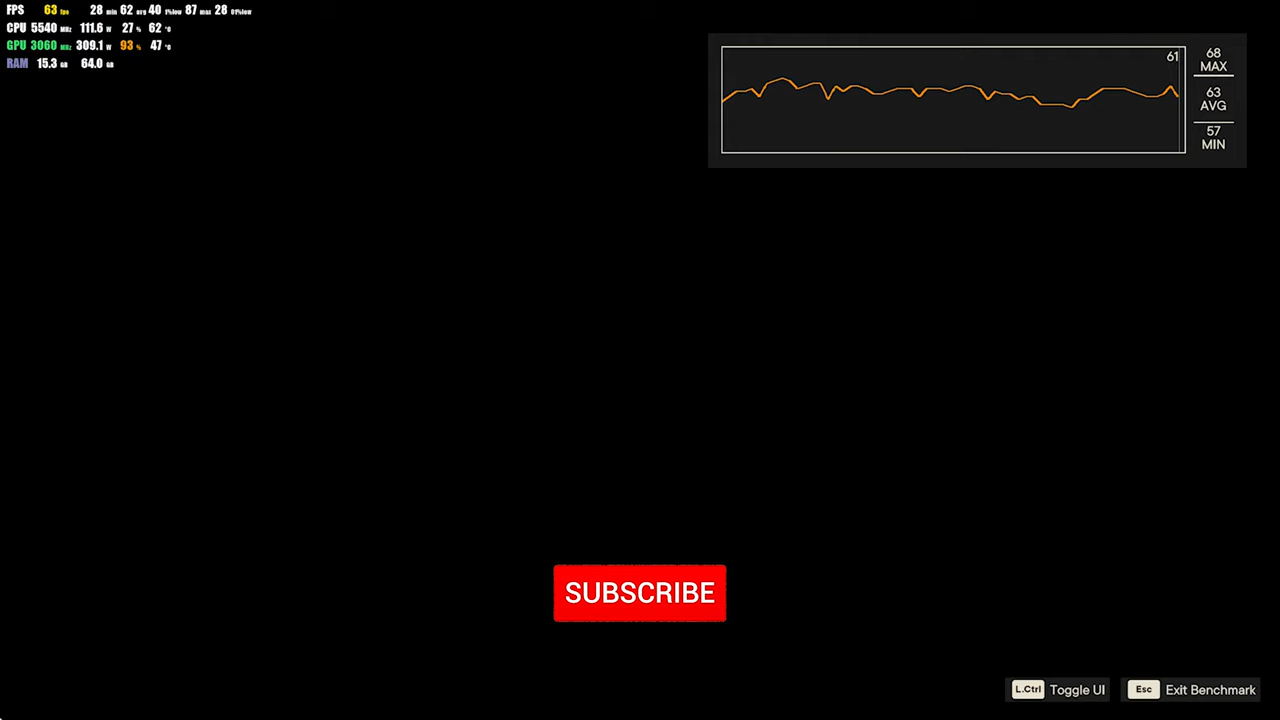 FPS 63 fps 28 min 62 avg 40 1%low 87 max 28 01%low
CPU 5540 MHz 111.6 W 27 % 62 °C
GPU 3060 MHz 309.1 W 93 % 47 °C
RAM 15.3 GB 64.0 GB
61
68
MAX
63
AVG
57
MIN
SUBSCRIBE
L.Ctrl Toggle UI Esc Exit Benchmark